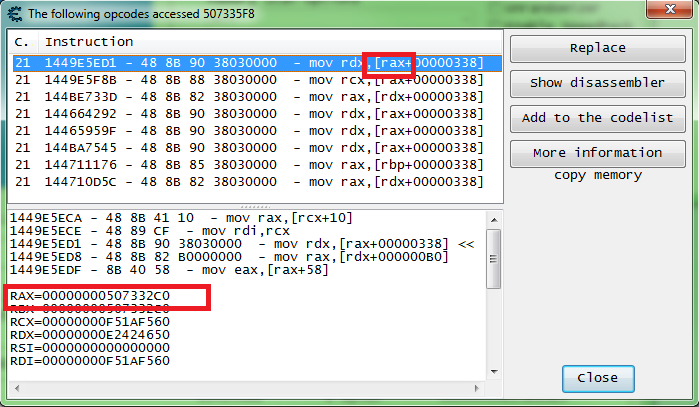 The following opcodes accessed 507335F8
C. Instruction
21 1449E5ED1 - 48 8B 90 38030000 - mov rdx,[rax+00000338]
21 1449E5F8B - 48 8B 88 38030000 - mov rcx,[rax+00000338]
21 144BE733D - 48 8B 82 38030000 - mov rax,[rdx+00000338]
21 144664292 - 48 8B 90 38030000 - mov rdx,[rax+00000338]
21 14465959F - 48 8B 90 38030000 - mov rdx,[rax+00000338]
21 144BA7545 - 48 8B 90 38030000 - mov rdx,[rax+00000338]
21 144711176 - 48 8B 85 38030000 - mov rax,[rbp+00000338]
21 144710D5C - 48 8B 82 38030000 - mov rax,[rdx+00000338]
Replace
Show disassembler
Add to the codelist
More information
copy memory
1449E5ECA - 48 8B 41 10 - mov rax,[rcx+10]
1449E5ECE - 48 89 CF - mov rdi,rcx
1449E5ED1 - 48 8B 90 38030000 - mov rdx,[rax+00000338] <<
1449E5ED8 - 48 8B 82 B0000000 - mov rax,[rdx+000000B0]
1449E5EDF - 8B 40 58 - mov eax,[rax+58]
RAX=00000000507332C0
RCX=00000000F51AF560
RDX=00000000E2424650
RSI=0000000000000000
RDI=00000000F51AF560
Close